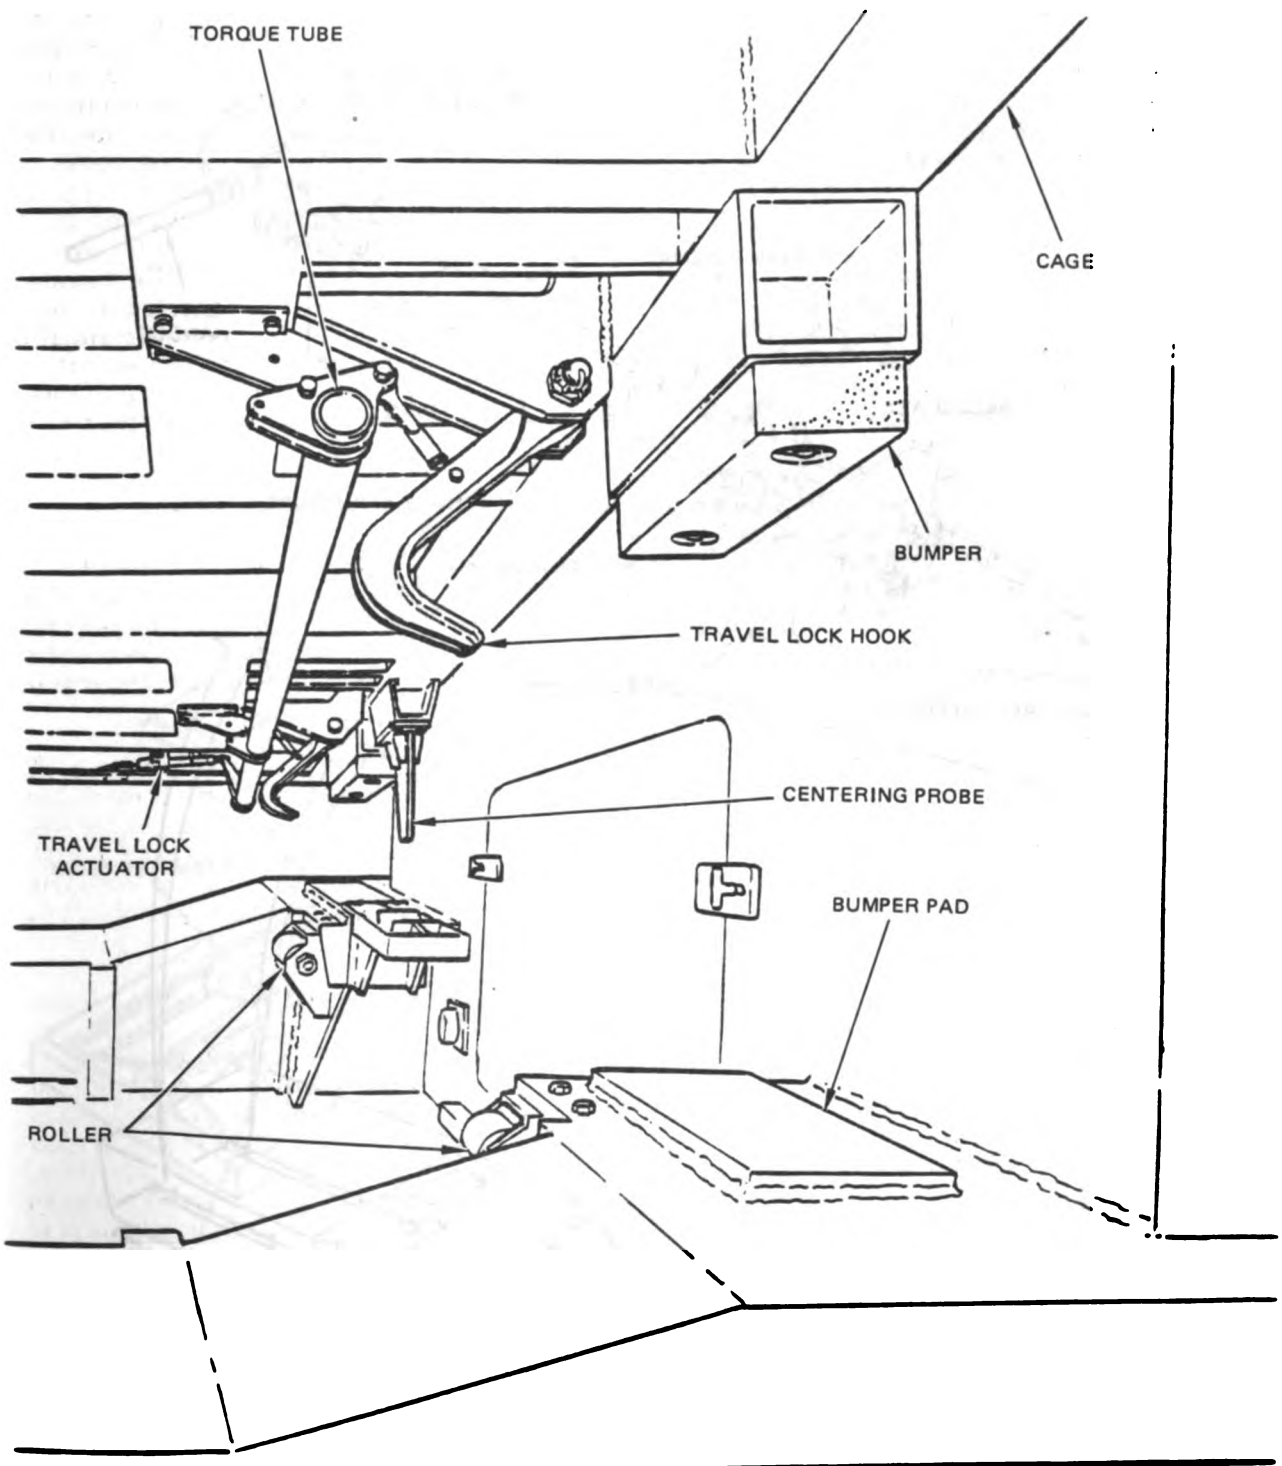 TORQUE TUBE
CAGE
BUMPER
TRAVEL LOCK HOOK
CENTERING PROBE
TRAVEL LOCK
ACTUATOR
BUMPER PAD
ROLLER